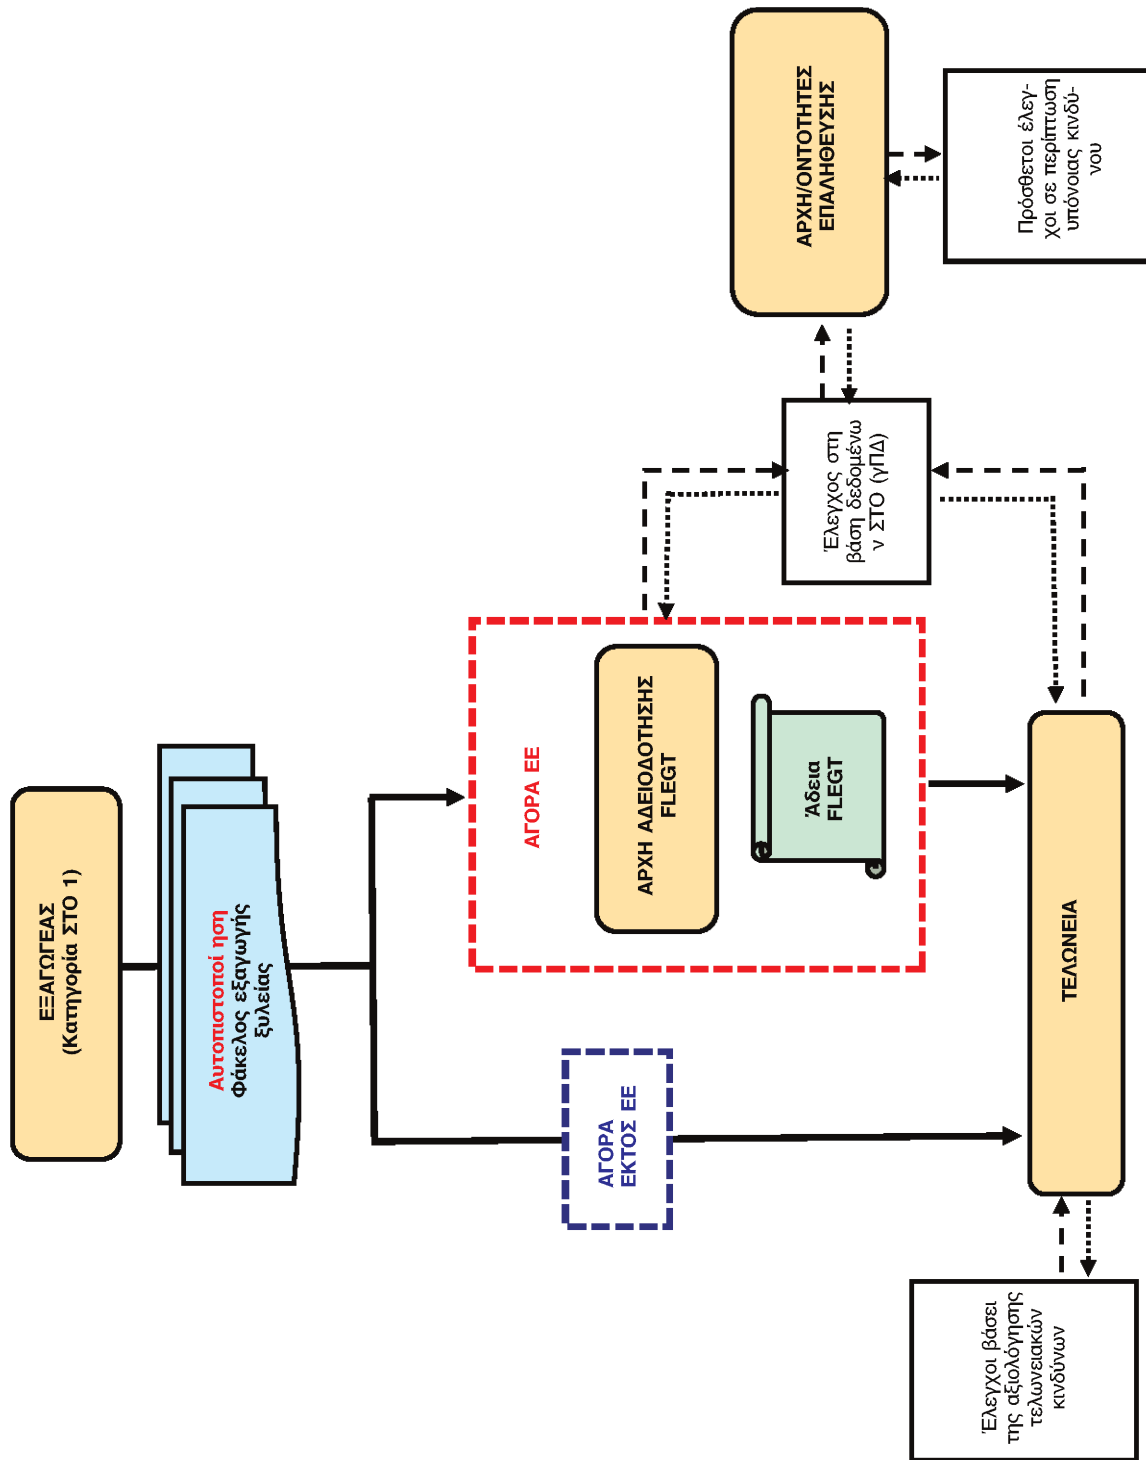 ΕΞΑΓΩΓΕΑΣ
(Κατηγορία ΣΤΟ 1)
Αυτοπιστοποί ηση
Φάκελος εξαγωγής
ξυλείας
ΑΓΟΡΑ
ΕΚΤΟΣ ΕΕ
ΑΓΟΡΑ ΕΕ
ΑΡΧΗ ΑΔΕΙΟΔΟΤΗΣΗΣ
FLEGT
Άδεια
FLEGT
ΤΕΛΩΝΕΙΑ
Έλεγχοι βάσει
της αξιολόγησης
τελωνειακών
κινδύνων
Έλεγχος στη
βάση δεδομένω
ν ΣΤΟ (γΠΔ)
ΑΡΧΗ/ΟΝΤΟΤΗΤΕΣ
ΕΠΑΛΗΘΕΥΣΗΣ
Πρόσθετοι έλεγ-
χοι σε περίπτωση
υπόνοιας κινδύ-
νου